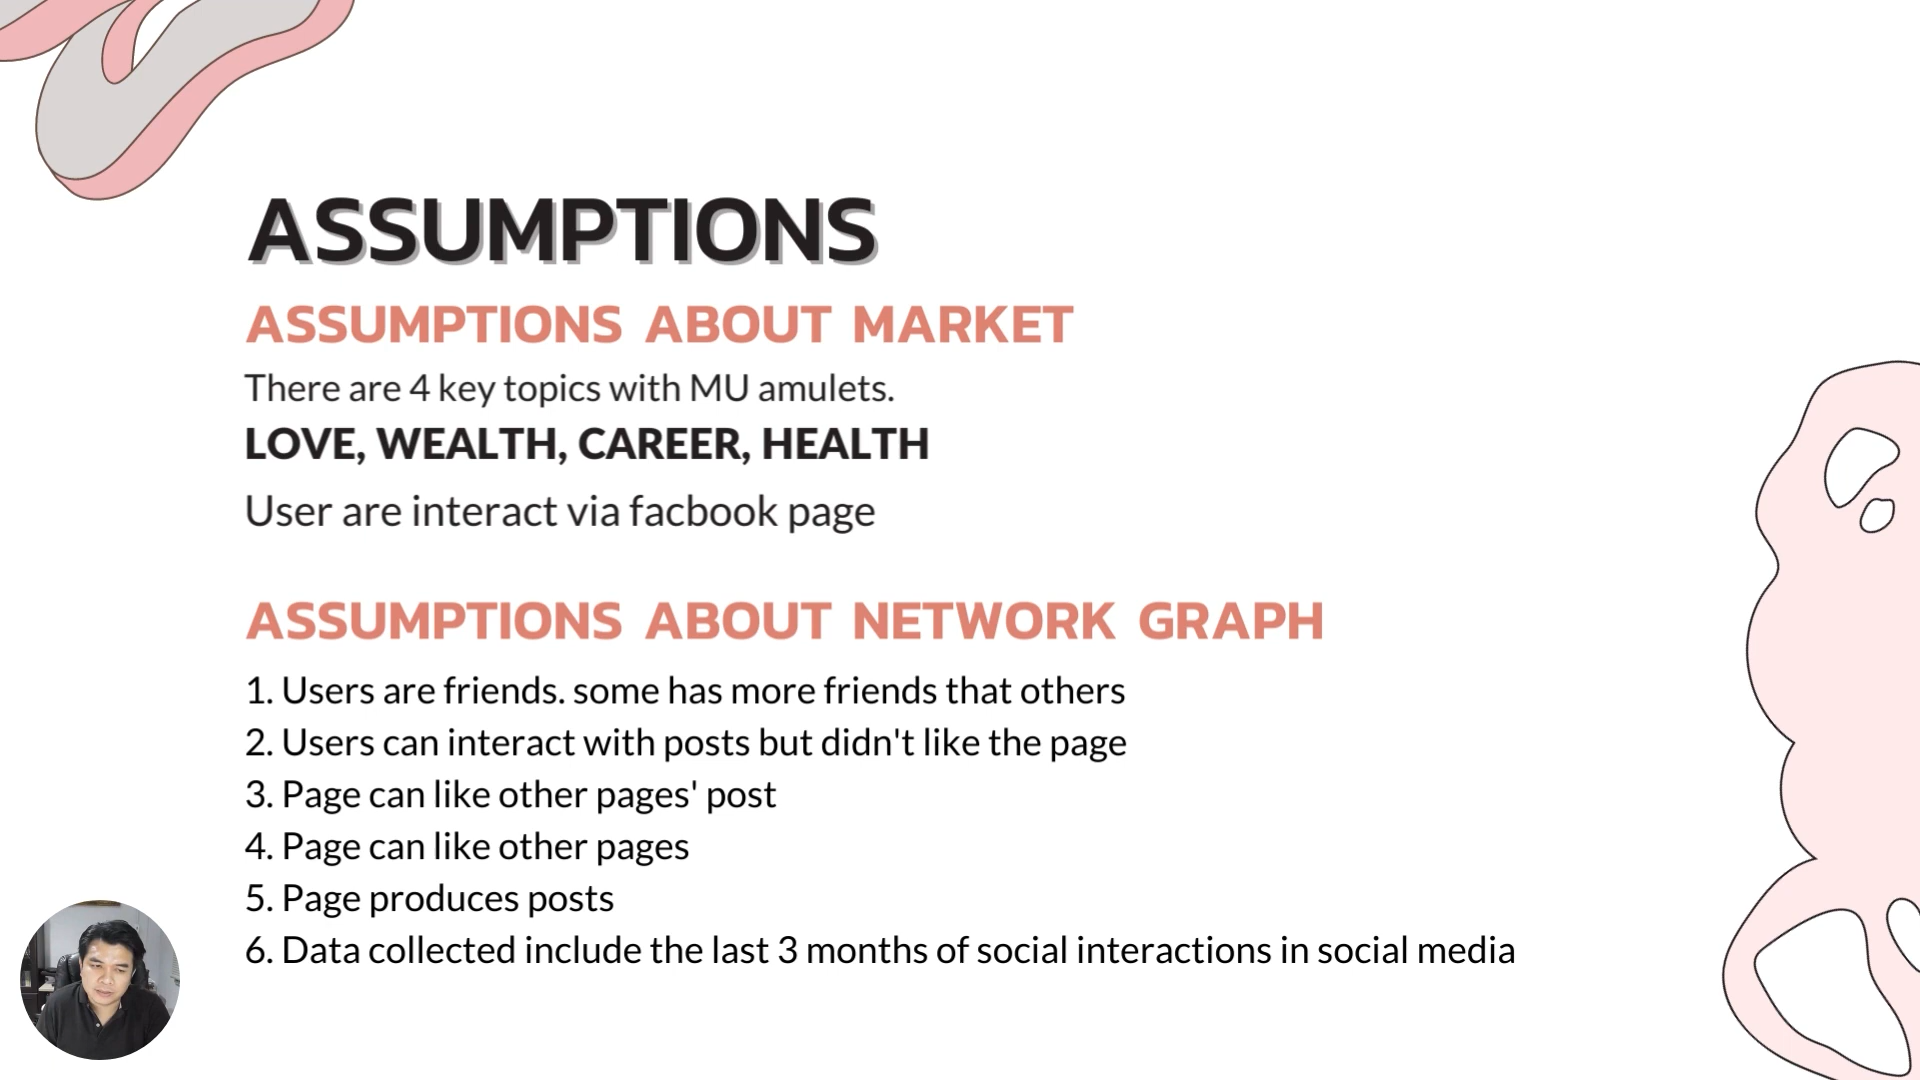 ASSUMPTIONS
ASSUMPTIONS ABOUT MARKET
There are 4 key topics with MU amulets.
LOVE, WEALTH, CAREER, HEALTH
User are interact via facbook page
ASSUMPTIONS ABOUT NETWORK GRAPH
1. Users are friends. some has more friends that others
2. Users can interact with posts but didn't like the page
3. Page can like other pages' post
4. Page can like other pages
5. Page produces posts
6. Data collected include the last 3 months of social interactions in social media